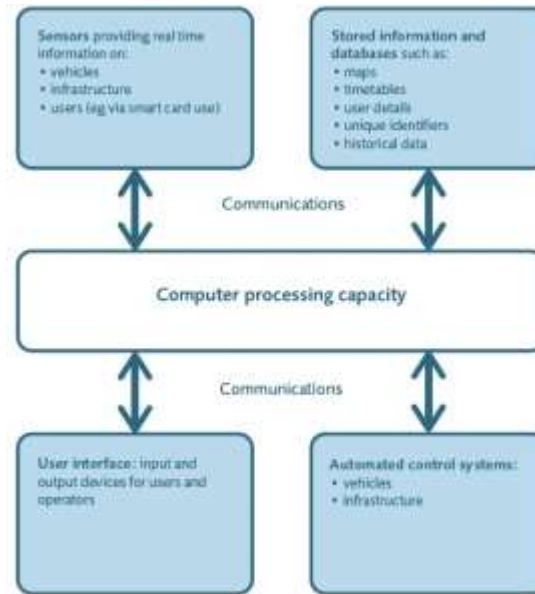 Sensors providing real time
information on:
• vehicles
• infrastructure
• users (eg via smart card use)
Stored information and
databases such as:
• maps
• timetables
• user details
• unique identifiers
• historical data
Communications
Computer processing capacity
Communications
User interface: input and
output devices for users and
operators
Automated control systems:
• vehicles
• infrastructure